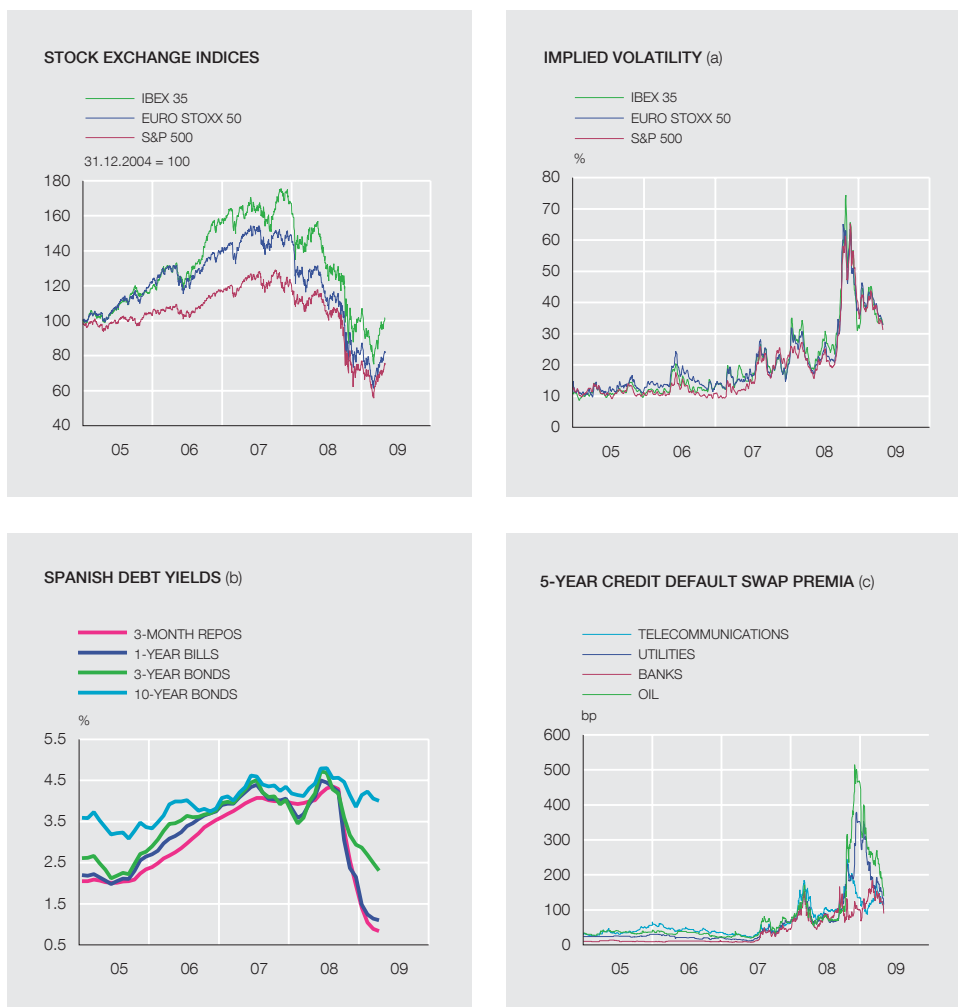 STOCK EXCHANGE INDICES
IBEX 35
EURO STOXX 50
S&P 500
31.12.2004 = 100
180
160
140
120
100
80
60
40
05 06 07 08 09
IMPLIED VOLATILITY (a)
IBEX 35
EURO STOXX 50
S&P 500
%
80
70
60
50
40
30
20
10
0
05 06 07 08 09
SPANISH DEBT YIELDS (b)
3-MONTH REPOS
1-YEAR BILLS
3-YEAR BONDS
10-YEAR BONDS
%
5.5
4.5
3.5
2.5
1.5
0.5
05 06 07 08 09
5-YEAR CREDIT DEFAULT SWAP PREMIA (c)
TELECOMMUNICATIONS
UTILITIES
BANKS
OIL
bp
600
500
400
300
200
100
0
05 06 07 08 09